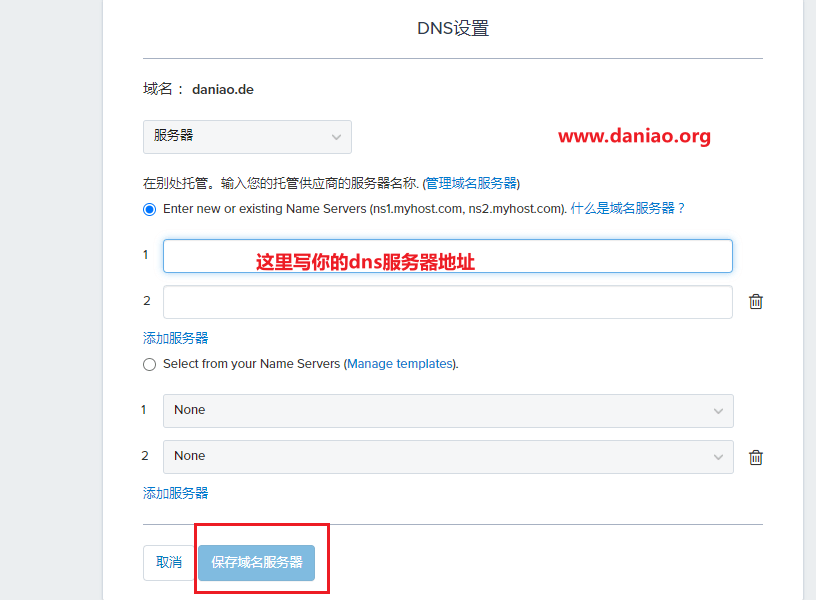 DNS设置
域名： daniao.de
服务器
www.daniao.org
在别处托管。输入您的托管供应商的服务器名称. (管理域名服务器)
Enter new or existing Name Servers (ns1.myhost.com, ns2.myhost.com). 什么是域名服务器？
1
这里写你的dns服务器地址
2
添加服务器
Select from your Name Servers (Manage templates).
1 None
2 None
添加服务器
取消 保存域名服务器